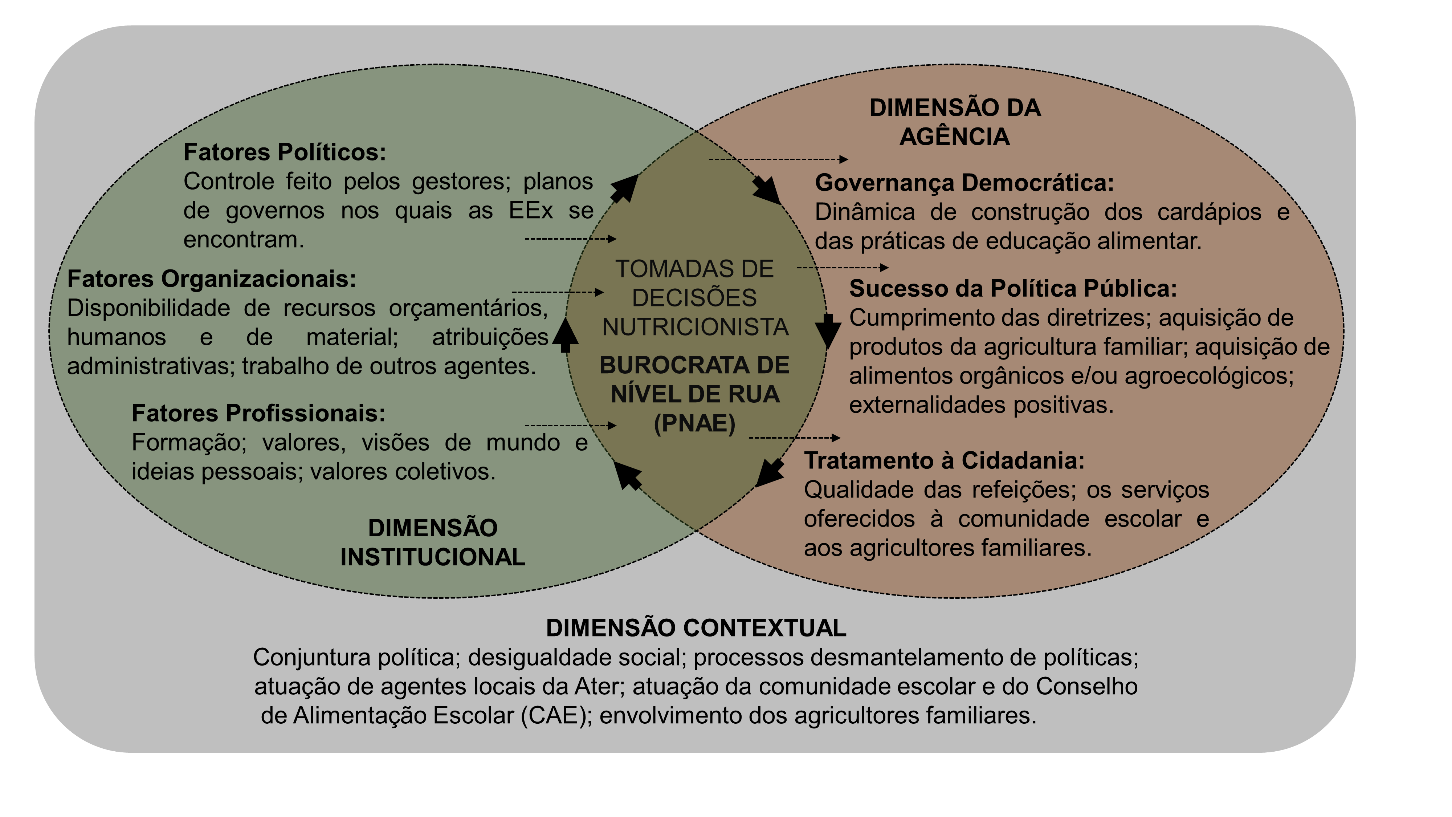 Fatores Políticos:
Controle feito pelos gestores; planos
de governos nos quais as EEx se
encontram.
Fatores Organizacionais:
Disponibilidade de recursos orçamentários,
humanos e de material; atribuições
administrativas; trabalho de outros agentes.
Fatores Profissionais:
Formação; valores, visões de mundo e
ideias pessoais; valores coletivos.
DIMENSÃO
INSTITUCIONAL
TOMADAS DE
DECISÕES
NUTRICIONISTA
BUROCRATA DE
NÍVEL DE RUA
(PNAE)
DIMENSÃO DA
AGÊNCIA
Governança Democrática:
Dinâmica de construção dos cardápios e
das práticas de educação alimentar.
Sucesso da Política Pública:
Cumprimento das diretrizes; aquisição de
produtos da agricultura familiar; aquisição de
alimentos orgânicos e/ou agroecológicos;
externalidades positivas.
Tratamento à Cidadania:
Qualidade das refeições; os serviços
oferecidos à comunidade escolar e
aos agricultores familiares.
DIMENSÃO CONTEXTUAL
Conjuntura política; desigualdade social; processos desmantelamento de políticas;
atuação de agentes locais da Ater; atuação da comunidade escolar e do Conselho
de Alimentação Escolar (CAE); envolvimento dos agricultores familiares.